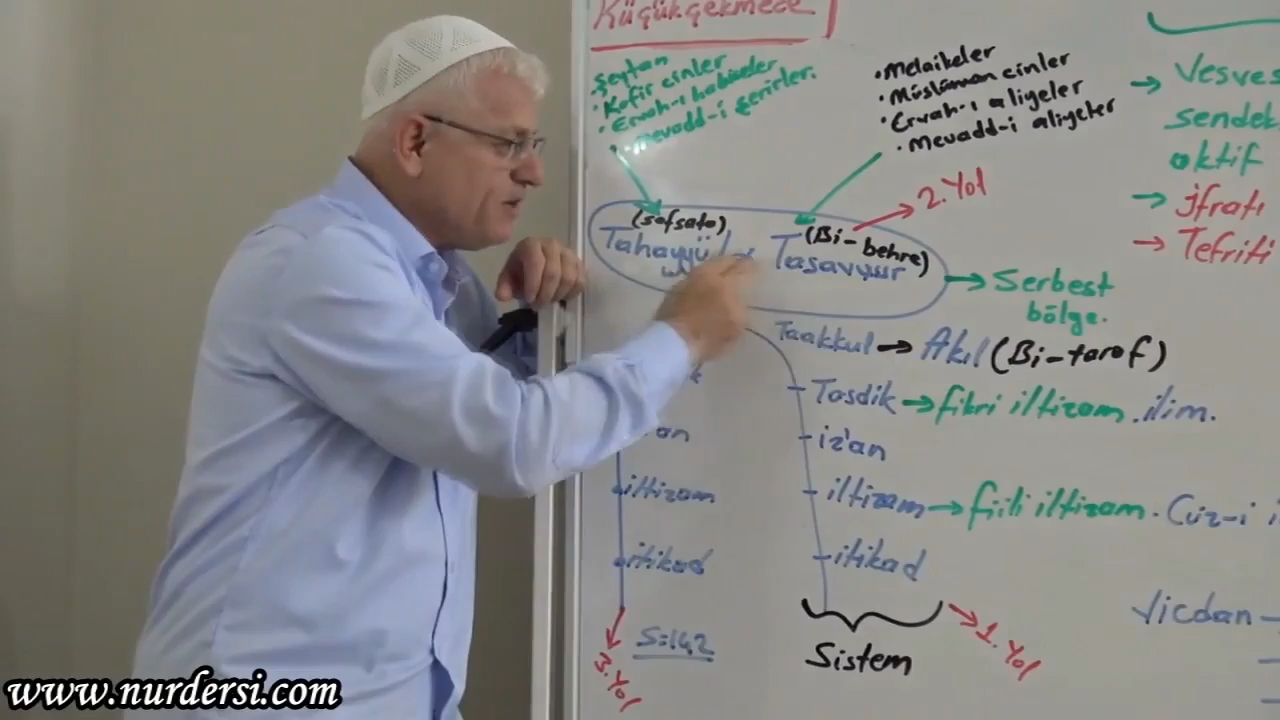 Küçükçekmece
Şeytan
• Kafir cinler
• Ervah-ı habiseler
mevadd-i şerirler.
• Melaikeler
• Müslüman cinler
• Ervah-ı aliyeler
• Mevadd-i aliyeler
→ Vesves
sendek
aktif
→ ifratı
→ Tefriti
2. Yol
(safsata)
Tahayyül
(Bi-behre)
Tasavvur
→ Serbest
bölge.
Taakkul → Akıl (Bi-taraf)
Tasdik → fikri iltizam. ilim.
iz'an
iltizam
iltizam → fiili iltizam. Cüz-i i
itikad
itikad
Vicdan
S:142
Sistem
1. Yol
3. Yol
www.nurdersi.com